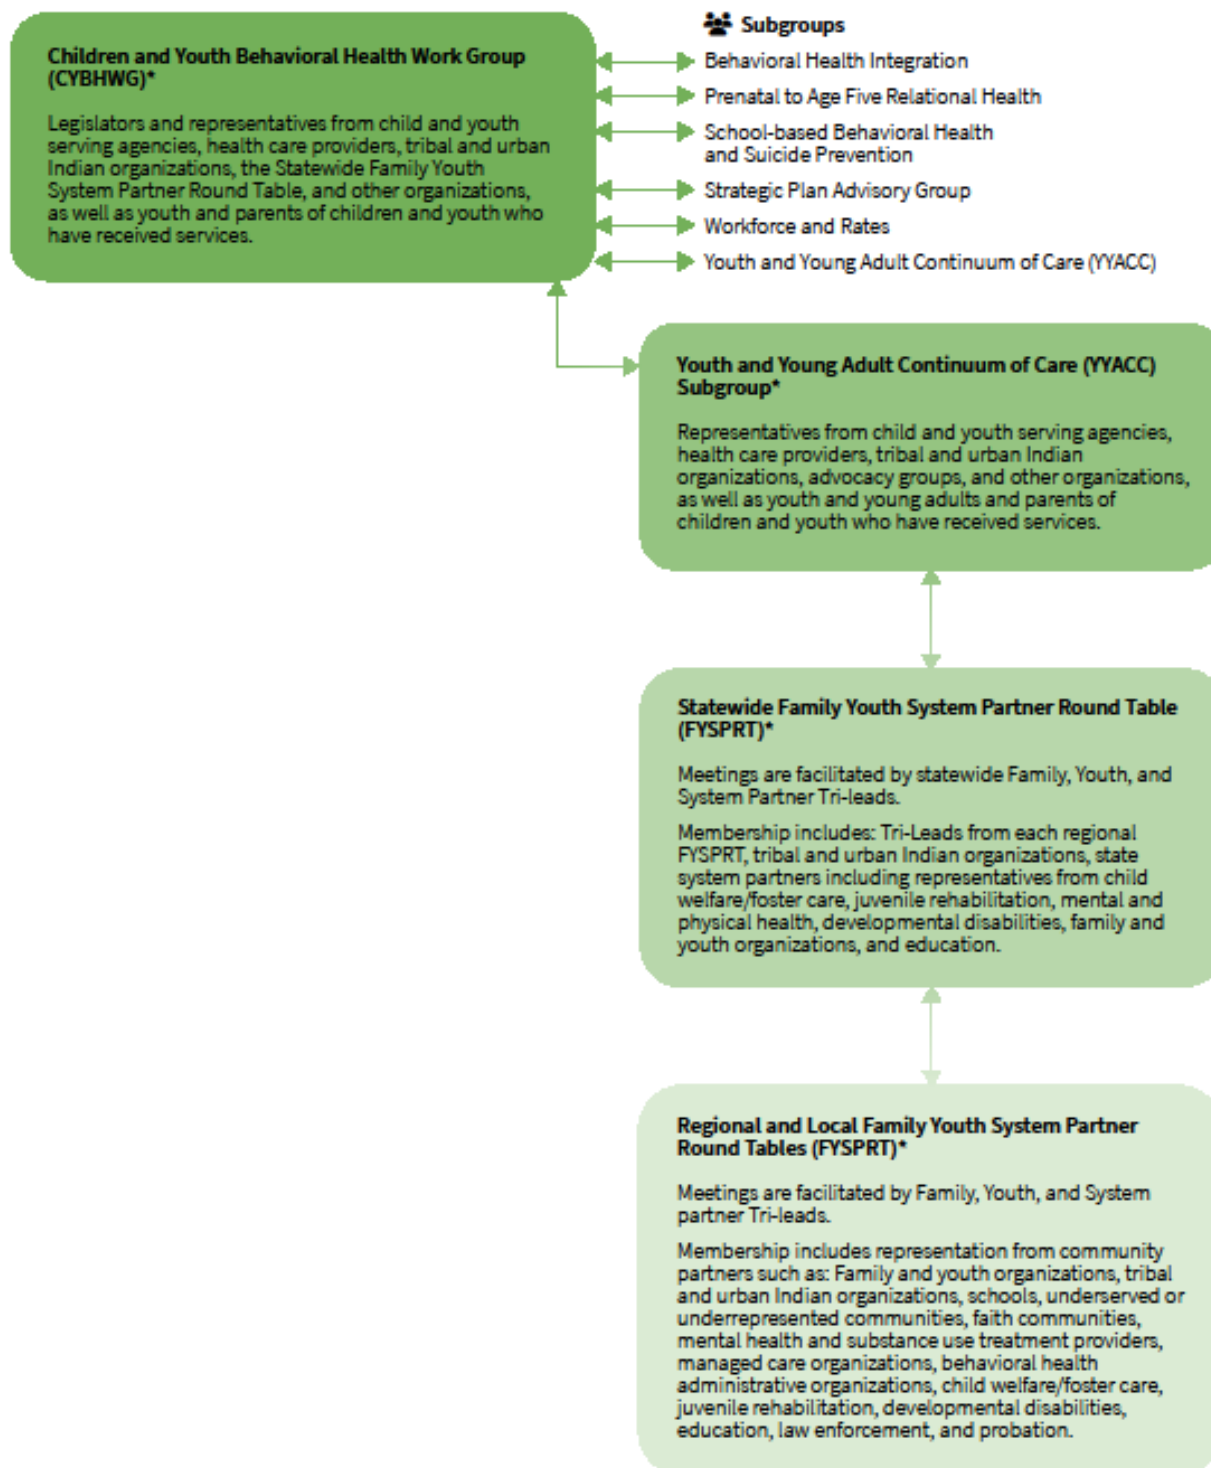 Children and Youth Behavioral Health Work Group
(CYBHWG)*
Legislators and representatives from child and youth
serving agencies, health care providers, tribal and urban
Indian organizations, the Statewide Family Youth
System Partner Round Table, and other organizations,
as well as youth and parents of children and youth who
have received services.
Subgroups
Behavioral Health Integration
Prenatal to Age Five Relational Health
School-based Behavioral Health
and Suicide Prevention
Strategic Plan Advisory Group
Workforce and Rates
Youth and Young Adult Continuum of Care (YYACC)
Youth and Young Adult Continuum of Care (YYACC)
Subgroup*
Representatives from child and youth serving agencies,
health care providers, tribal and urban Indian
organizations, advocacy groups, and other organizations,
as well as youth and young adults and parents of
children and youth who have received services.
Statewide Family Youth System Partner Round Table
(FYSPRT)*
Meetings are facilitated by statewide Family, Youth, and
System Partner Tri-leads.
Membership includes: Tri-Leads from each regional
FYSPRT, tribal and urban Indian organizations, state
system partners including representatives from child
welfare/foster care, juvenile rehabilitation, mental and
physical health, developmental disabilities, family and
youth organizations, and education.
Regional and Local Family Youth System Partner
Round Tables (FYSPRT)*
Meetings are facilitated by Family, Youth, and System
partner Tri-leads.
Membership includes representation from community
partners such as: Family and youth organizations, tribal
and urban Indian organizations, schools, underserved or
underrepresented communities, faith communities,
mental health and substance use treatment providers,
managed care organizations, behavioral health
administrative organizations, child welfare/foster care,
juvenile rehabilitation, developmental disabilities,
education, law enforcement, and probation.